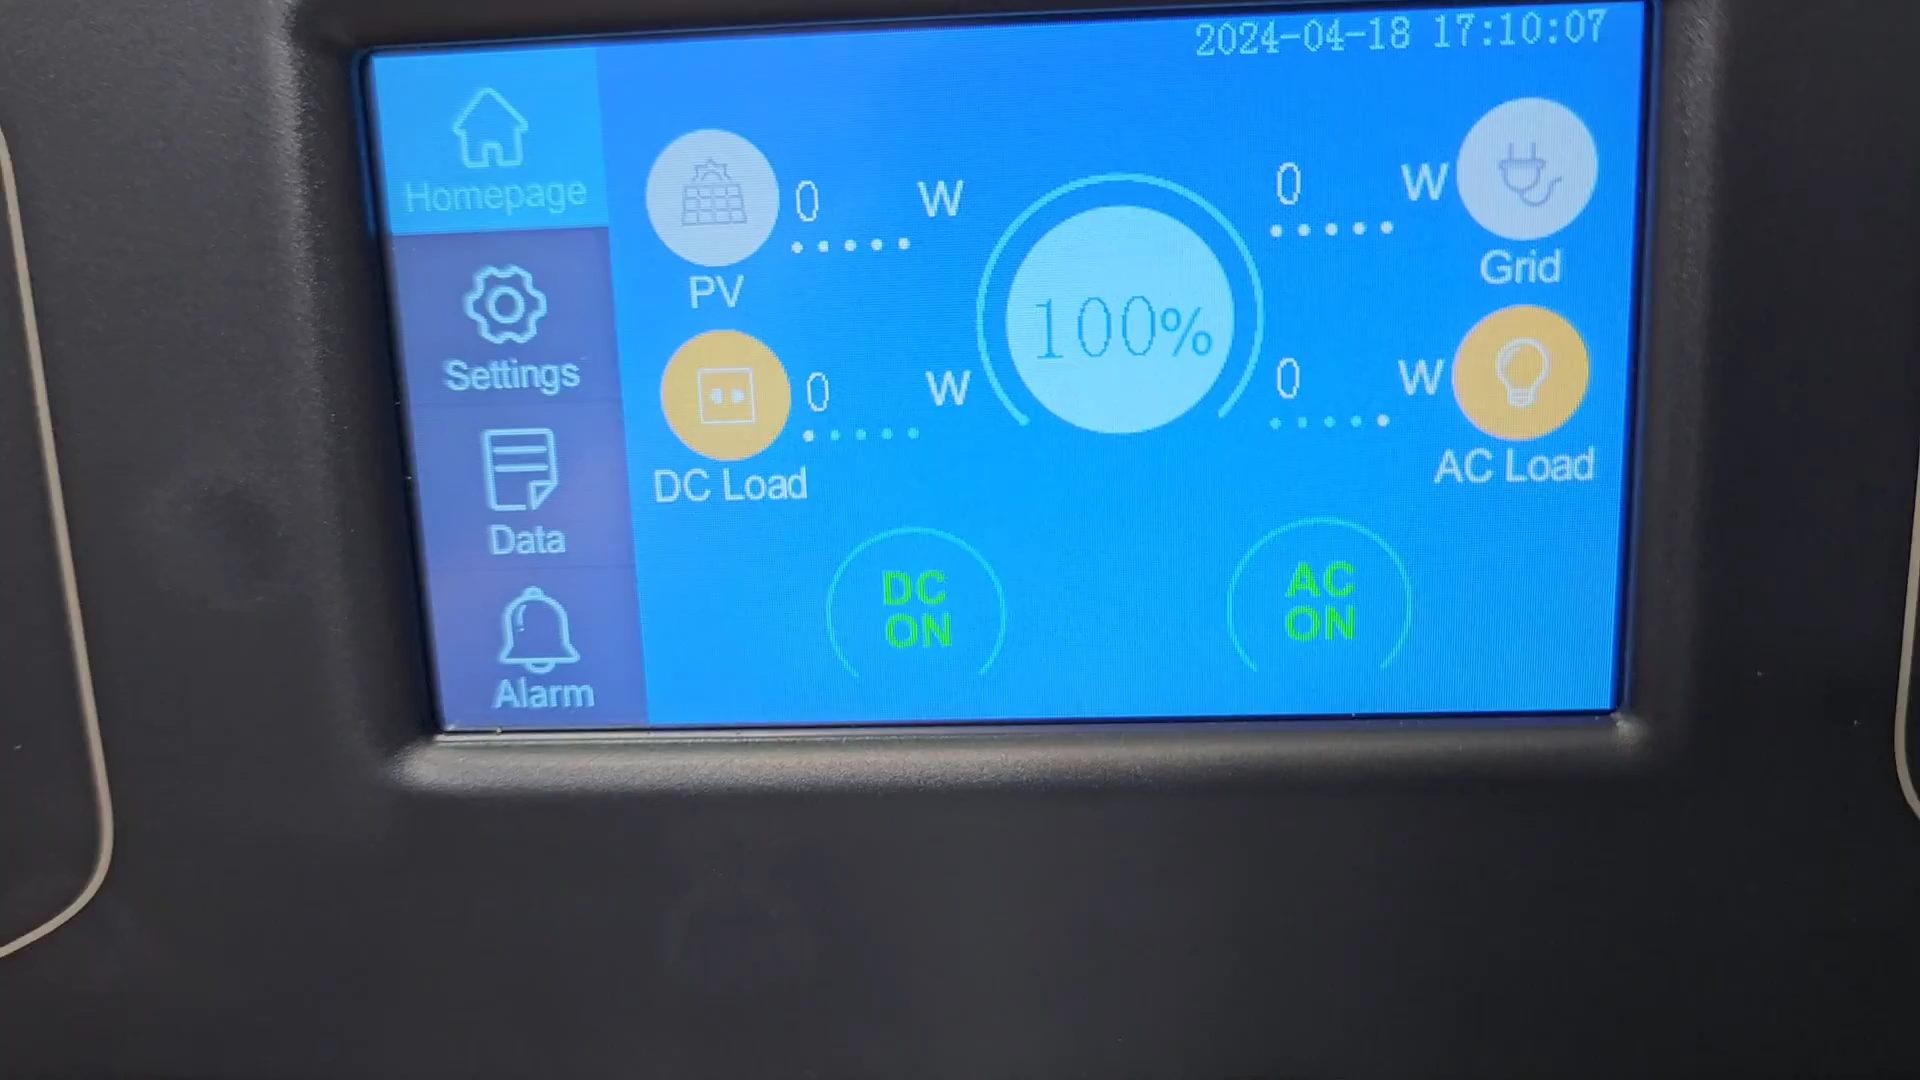 2024-04-18 17:10:07
Homepage
Settings
Data
Alarm
0 W
PV
0 W
DC Load
100%
0 W
Grid
0 W
AC Load
DC
ON
AC
ON